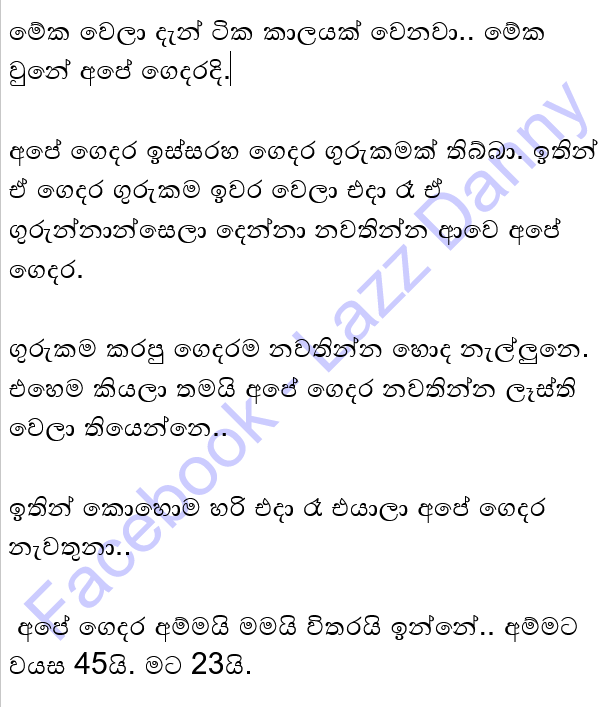 මේක වෙලා දැන් ටික කාලයක් වෙනවා.. මේක
වුනේ අපේ ගෙදරදි.
අපේ ගෙදර ඉස්සරහ ගෙදර ගුරුකමක් තිබ්බා. ඉතින්
ඒ ගෙදර ගුරුකම ඉවර වෙලා එදා රෑ ඒ
ගුරුන්නාන්සෙලා දෙන්නා නවතින්න ආවෙ අපේ
ගෙදර.
ගුරුකම කරපු ගෙදරම නවතින්න හොද නැල්ලුනෙ.
එහෙම කියලා තමයි අපේ ගෙදර නවතින්න ලෑස්ති
වෙලා තියෙන්නෙ..
ඉතින් කොහොම හරි එදා රෑ එයාලා අපේ ගෙදර
නැවතුනා..
අපේ ගෙදර අම්මයි මමයි විතරයි ඉන්නේ.. අම්මට
වයස 45යි. මට 23යි.
Facebook - Lazz Danny